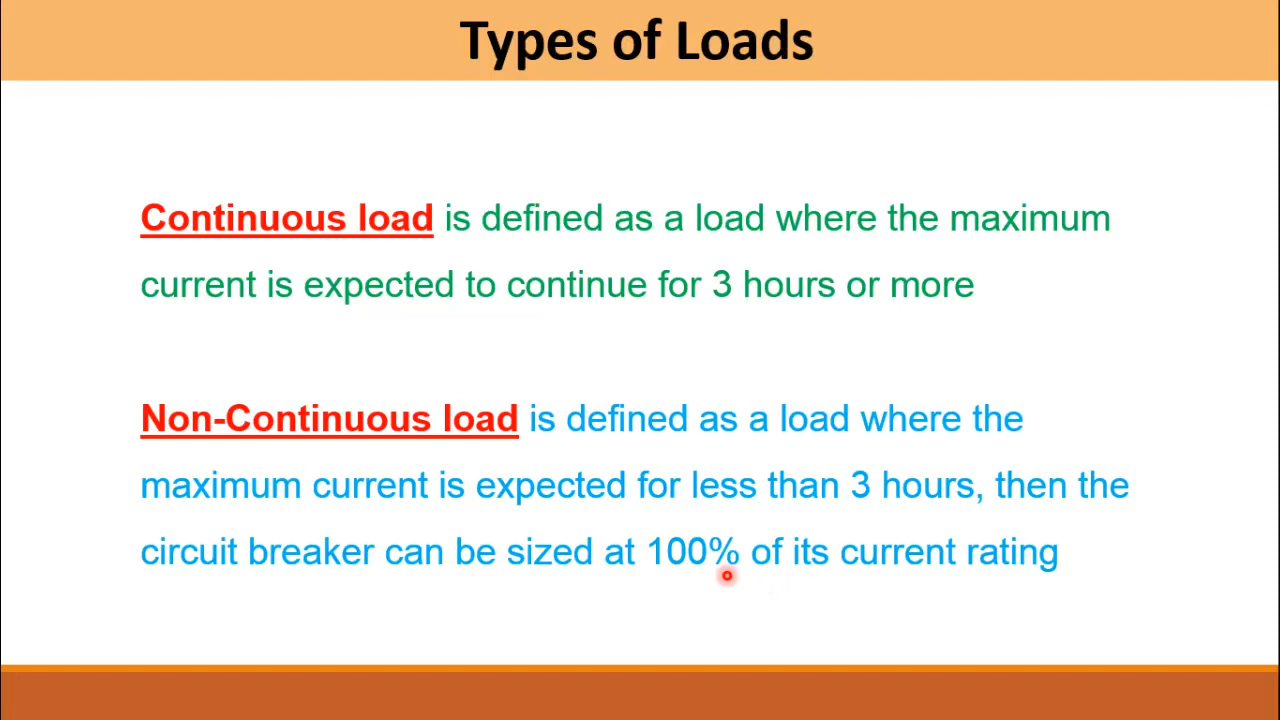 Types of Loads
Continuous load is defined as a load where the maximum
current is expected to continue for 3 hours or more
Non-Continuous load is defined as a load where the
maximum current is expected for less than 3 hours, then the
circuit breaker can be sized at 100% of its current rating